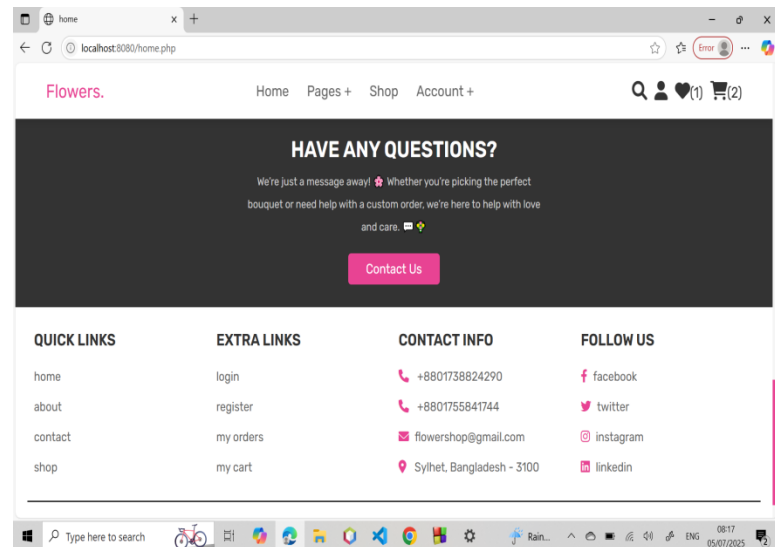 home
localhost:8080/home.php
Error
Flowers.
Home Pages + Shop Account +
(1) (2)
HAVE ANY QUESTIONS?
We're just a message away! 🌸 Whether you're picking the perfect
bouquet or need help with a custom order, we're here to help with love
and care. 💬 💐
Contact Us
QUICK LINKS
home
about
contact
shop
EXTRA LINKS
login
register
my orders
my cart
CONTACT INFO
+8801738824290
+8801755841744
flowershop@gmail.com
Sylhet, Bangladesh - 3100
FOLLOW US
facebook
twitter
instagram
linkedin
Type here to search
Rain...
ENG
08:17
05/07/2025
2